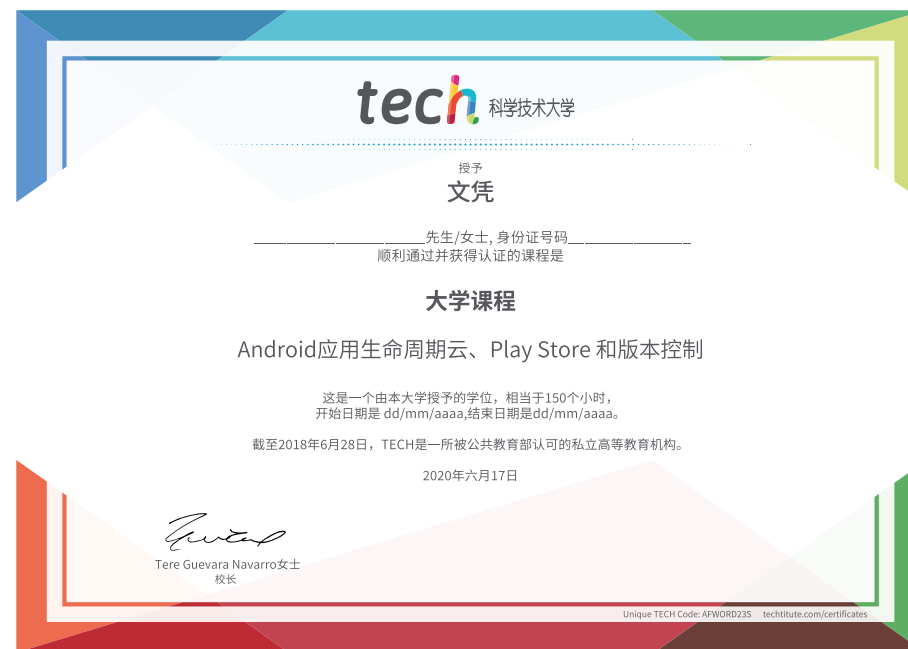 tech 科学技术大学
授予
文凭
_____________________先生/女士, 身份证号码_______________
顺利通过并获得认证的课程是
大学课程
Android应用生命周期云、Play Store 和版本控制
这是一个由本大学授予的学位，相当于150个小时，
开始日期是 dd/mm/aaaa,结束日期是dd/mm/aaaa。
截至2018年6月28日，TECH是一所被公共教育部认可的私立高等教育机构。
2020年六月17日
Tere Guevara Navarro女士
校长
Unique TECH Code: AFWORD23S techtitute.com/certificates